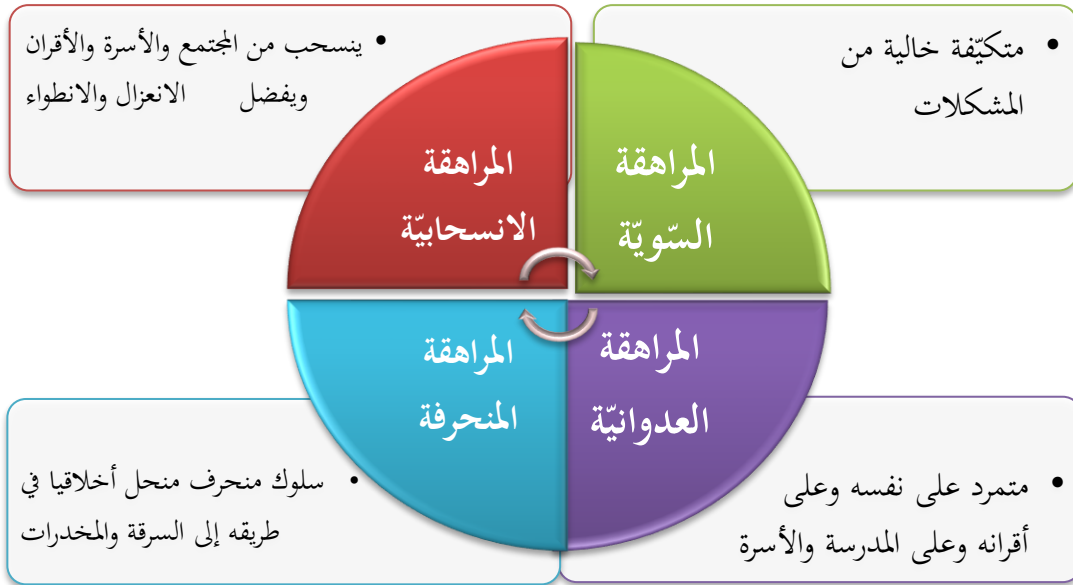 • متكيّفة خالية من
المشكلات
المراهقة
السّويّة
• ينسحب من المجتمع والأسرة والأقران
ويفضل الانعزال والانطواء
المراهقة
الانسحابيّة
المراهقة
العدوانيّة
• متمرد على نفسه وعلى
أقرانه وعلى المدرسة والأسرة
المراهقة
المنحرفة
• سلوك منحرف منحل أخلاقيا في
طريقه إلى السرقة والمخدرات